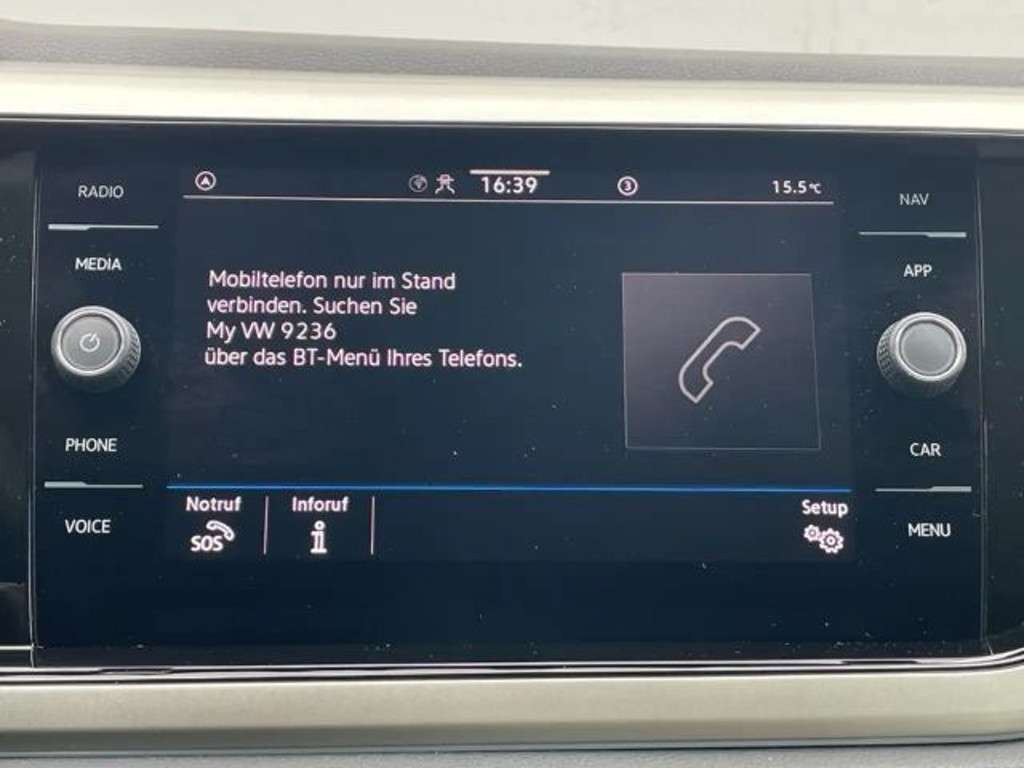 RADIO
MEDIA
PHONE
VOICE
16:39
3
15.5°C
Mobiltelefon nur im Stand
verbinden. Suchen Sie
My VW 9236
über das BT-Menü Ihres Telefons.
Notruf
SOS
Inforuf
i
Setup
NAV
APP
CAR
MENU